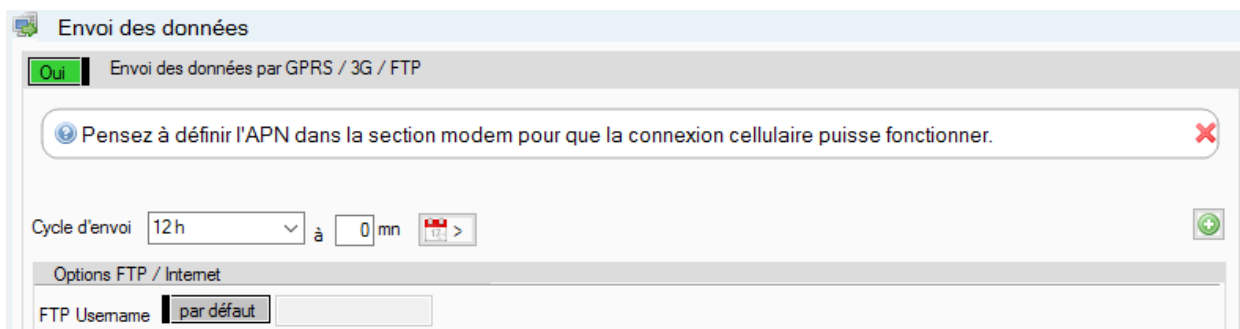 Envoi des données
Oui Envoi des données par GPRS / 3G / FTP
Pensez à définir l'APN dans la section modem pour que la connexion cellulaire puisse fonctionner.
Cycle d'envoi 12 h à 0 mn >
Options FTP / Internet
FTP Username par défaut